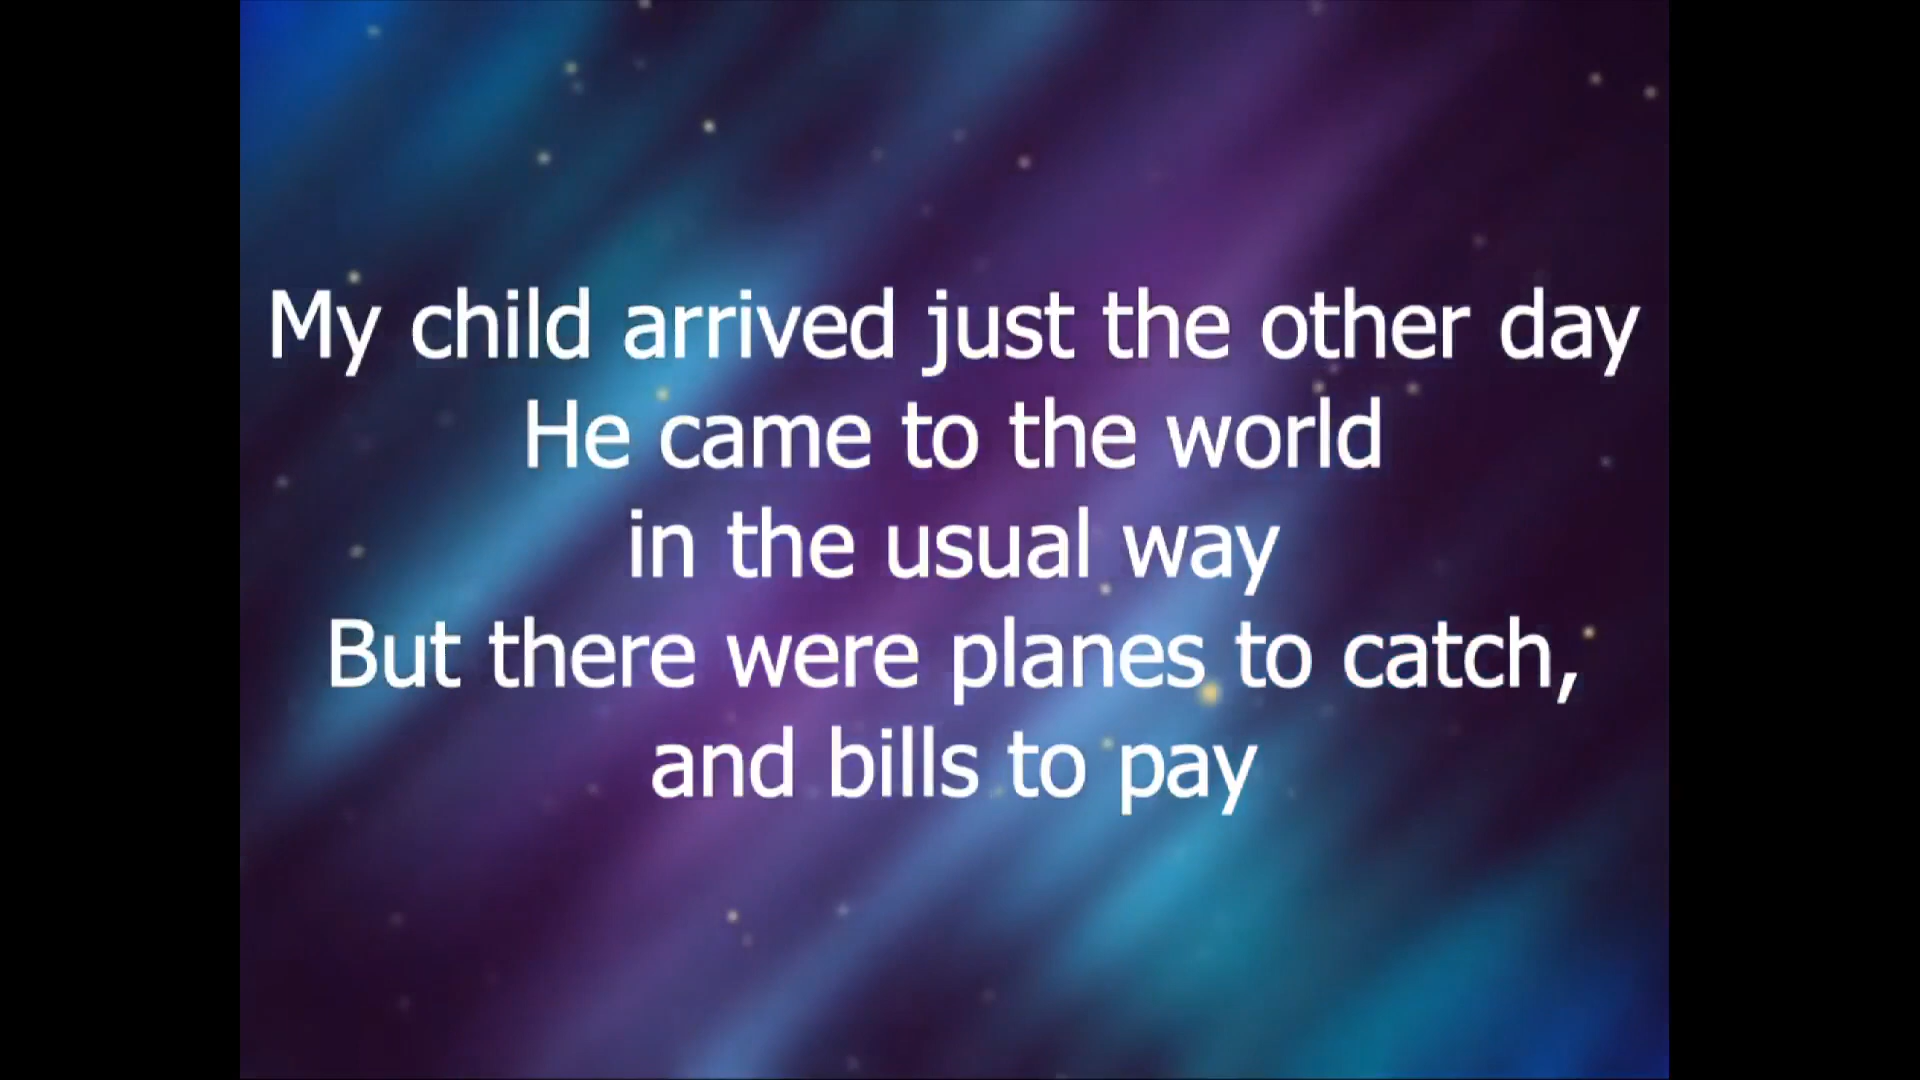 My child arrived just the other day
He came to the world
in the usual way
But there were planes to catch,
and bills to pay